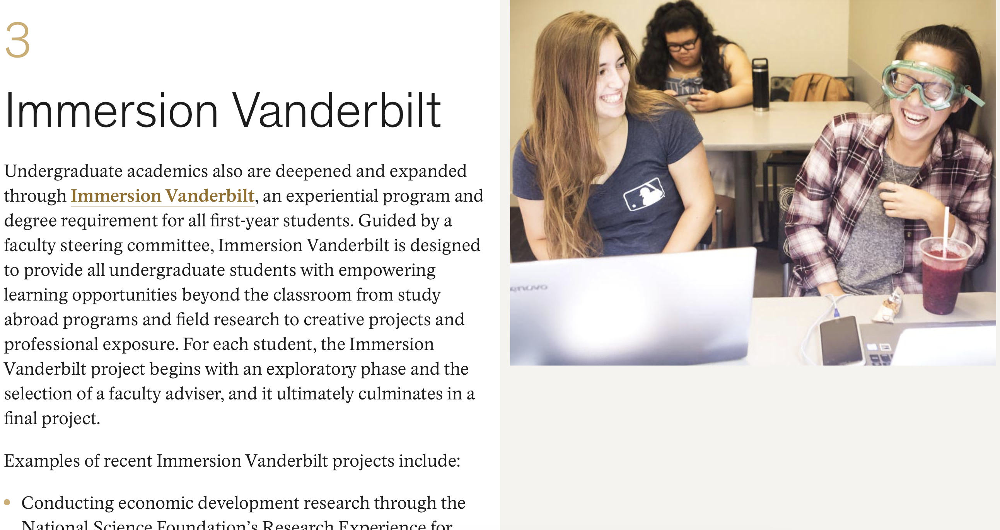 3
Immersion Vanderbilt
Undergraduate academics also are deepened and expanded
through Immersion Vanderbilt, an experiential program and
degree requirement for all first-year students. Guided by a
faculty steering committee, Immersion Vanderbilt is designed
to provide all undergraduate students with empowering
learning opportunities beyond the classroom from study
abroad programs and field research to creative projects and
professional exposure. For each student, the Immersion
Vanderbilt project begins with an exploratory phase and the
selection of a faculty adviser, and it ultimately culminates in a
final project.
Examples of recent Immersion Vanderbilt projects include:
• Conducting economic development research through the
National Science Foundation’s Research Experience for
enovo